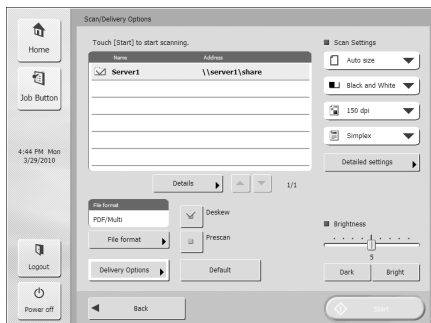 Scan/Delivery Options
Home
Job Button
4:44 PM Mon
3/29/2010
Logout
Power off
Touch [Start] to start scanning.
Name Address
Server1 \\server1\share
Details
1/1
File format
PDF/Multi
File format
Delivery Options
Deskew
Prescan
Default
Back
Scan Settings
Auto size
Black and White
150 dpi
Simplex
Detailed settings
Brightness
5
Dark
Bright
Start